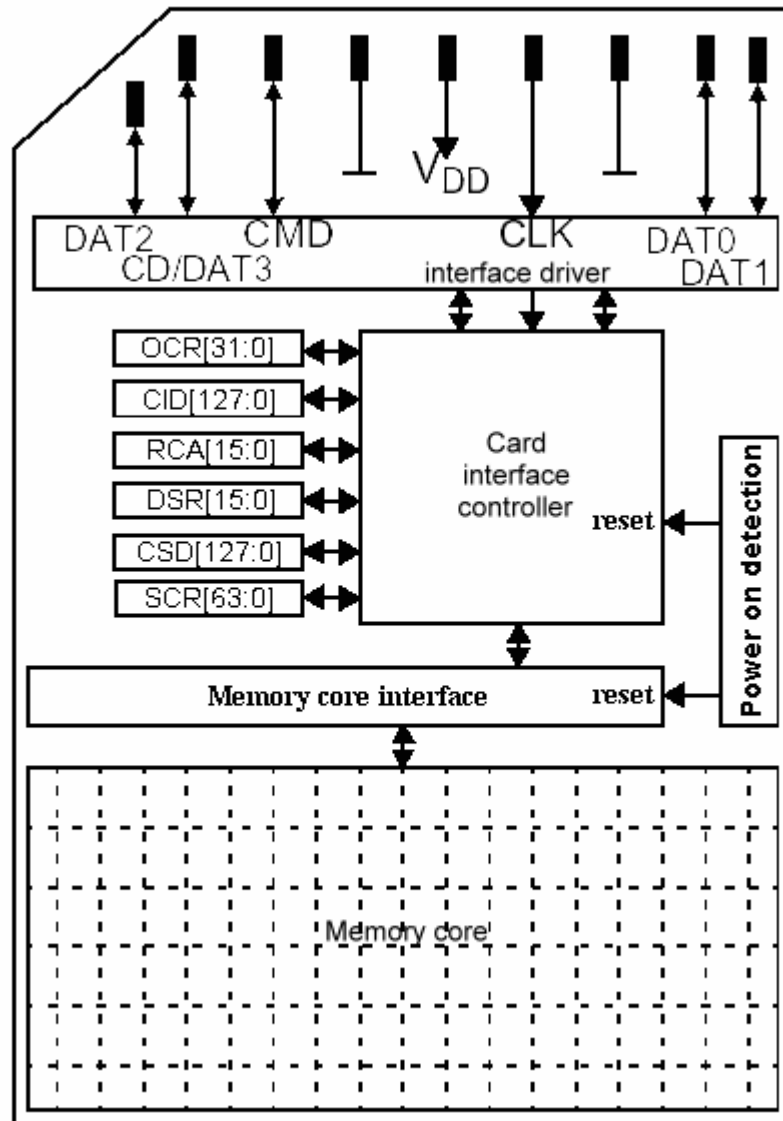 VDD
DAT2
CMD
CLK
DAT0
CD/DAT3
interface driver
DAT1
OCR[31:0]
CID[127:0]
RCA[15:0]
DSR[15:0]
CSD[127:0]
SCR[63:0]
Card
interface
controller
reset
Power on detection
Memory core interface
reset
Memory core